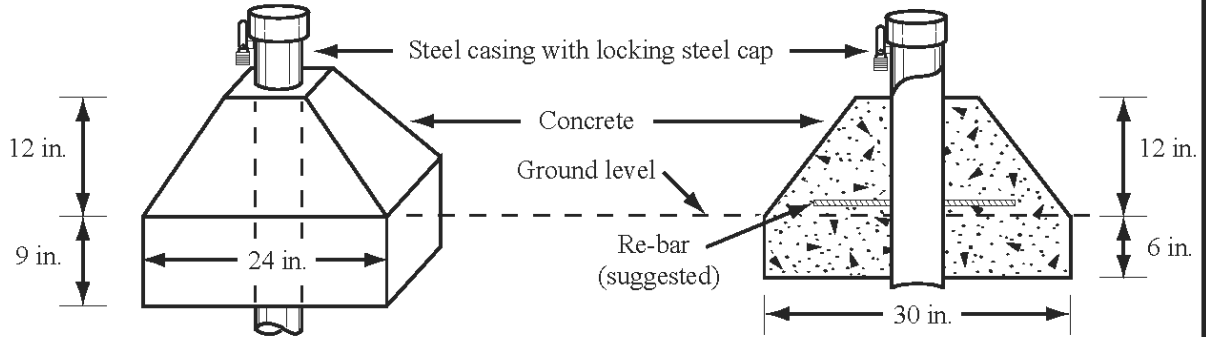 Steel casing with locking steel cap
12 in.
Concrete
12 in.
Ground level
9 in.
24 in.
Re-bar
(suggested)
6 in.
30 in.